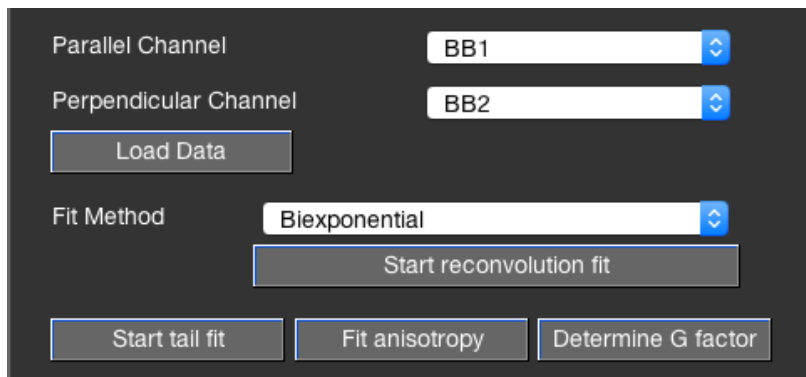 Parallel Channel BB1
Perpendicular Channel BB2
Load Data
Fit Method Biexponential
Start reconvolution fit
Start tail fit Fit anisotropy Determine G factor